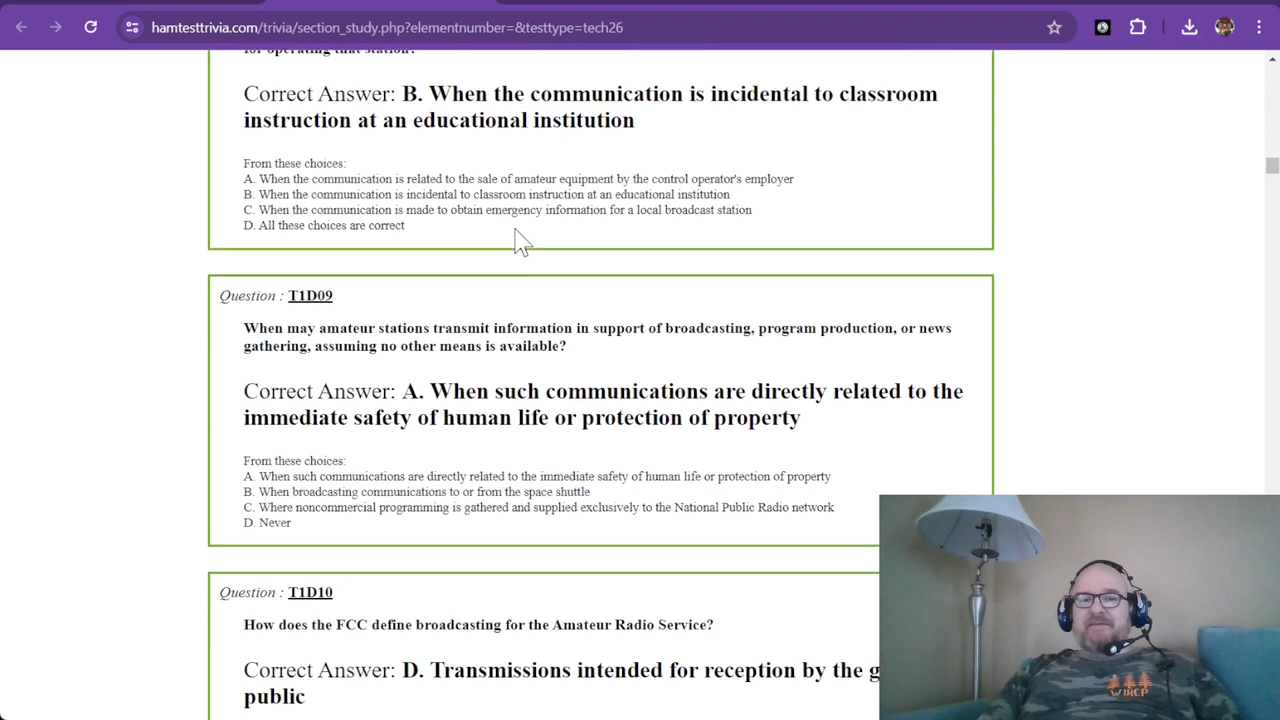 hamtesttrivia.com/trivia/section_study.php?elementnumber=&testtype=tech26
for operating that station?
Correct Answer: B. When the communication is incidental to classroom
instruction at an educational institution
From these choices:
A. When the communication is related to the sale of amateur equipment by the control operator's employer
B. When the communication is incidental to classroom instruction at an educational institution
C. When the communication is made to obtain emergency information for a local broadcast station
D. All these choices are correct
Question : T1D09
When may amateur stations transmit information in support of broadcasting, program production, or news
gathering, assuming no other means is available?
Correct Answer: A. When such communications are directly related to the
immediate safety of human life or protection of property
From these choices:
A. When such communications are directly related to the immediate safety of human life or protection of property
B. When broadcasting communications to or from the space shuttle
C. Where noncommercial programming is gathered and supplied exclusively to the National Public Radio network
D. Never
Question : T1D10
How does the FCC define broadcasting for the Amateur Radio Service?
Correct Answer: D. Transmissions intended for reception by the g
public